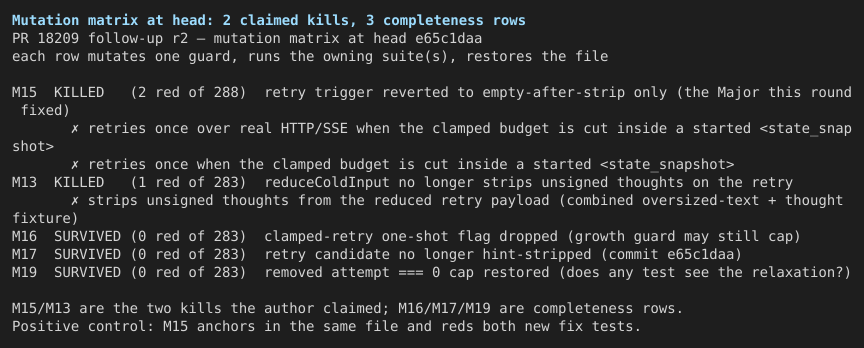 Mutation matrix at head: 2 claimed kills, 3 completeness rows
PR 18209 follow-up r2 — mutation matrix at head e65c1daa
each row mutates one guard, runs the owning suite(s), restores the file
M15  KILLED   (2 red of 288)  retry trigger reverted to empty-after-strip only (the Major this round
 fixed)
       ✗ retries once over real HTTP/SSE when the clamped budget is cut inside a started <state_snap
shot>
       ✗ retries once when the clamped budget is cut inside a started <state_snapshot>
M13  KILLED   (1 red of 283)  reduceColdInput no longer strips unsigned thoughts on the retry
       ✗ strips unsigned thoughts from the reduced retry payload (combined oversized-text + thought
fixture)
M16  SURVIVED (0 red of 283)  clamped-retry one-shot flag dropped (growth guard may still cap)
M17  SURVIVED (0 red of 283)  retry candidate no longer hint-stripped (commit e65c1daa)
M19  SURVIVED (0 red of 283)  removed attempt === 0 cap restored (does any test see the relaxation?)
M15/M13 are the two kills the author claimed; M16/M17/M19 are completeness rows.
Positive control: M15 anchors in the same file and reds both new fix tests.